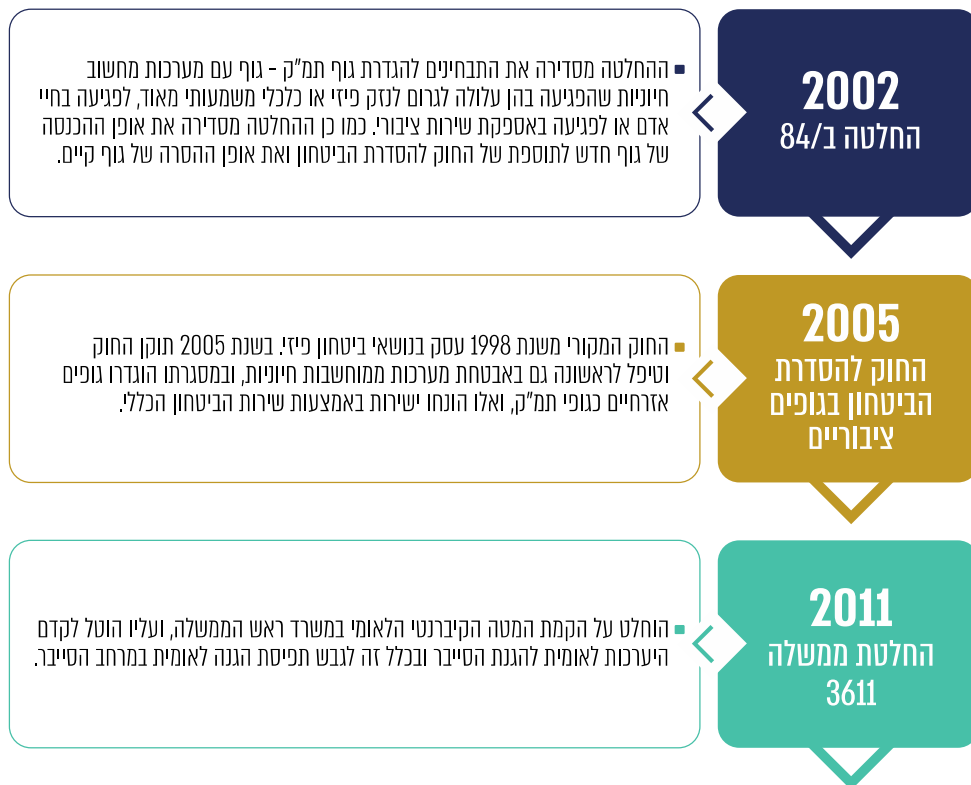 2002
החלטה ב/84
▪ ההחלטה מסדירה את התבחינים להגדרת גוף תמ"ק - גוף עם מערכות מחשוב
חיוניות שהפגיעה בהן עלולה לגרום לנזק פיזי או כלכלי משמעותי מאוד, לפגיעה בחיי
אדם או לפגיעה באספקת שירות ציבורי. כמו כן ההחלטה מסדירה את אופן ההכנסה
של גוף חדש לתוספת של החוק להסדרת הביטחון ואת אופן ההסרה של גוף קיים.
2005
החוק להסדרת
הביטחון בגופים
ציבוריים
▪ החוק המקורי משנת 1998 עסק בנושאי ביטחון פיזי. בשנת 2005 תוקן החוק
וטיפל לראשונה גם באבטחת מערכות ממוחשבות חיוניות, ובמסגרתו הוגדרו גופים
אזרחיים כגופי תמ"ק, ואלו הונחו ישירות באמצעות שירות הביטחון הכללי.
2011
החלטת ממשלה
3611
▪ הוחלט על הקמת המטה הקיברנטי הלאומי במשרד ראש הממשלה, ועליו הוטל לקדם
היערכות לאומית להגנת הסייבר ובכלל זה לגבש תפיסת הגנה לאומית במרחב הסייבר.